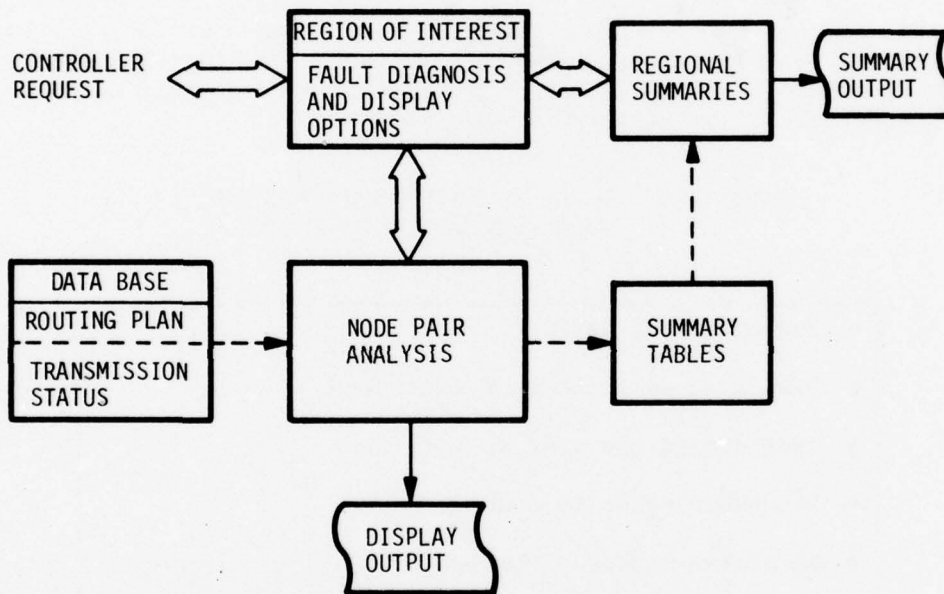 CONTROLLER
REQUEST
REGION OF INTEREST
FAULT DIAGNOSIS
AND DISPLAY
OPTIONS
REGIONAL
SUMMARIES
SUMMARY
OUTPUT
DATA BASE
ROUTING PLAN
TRANSMISSION
STATUS
NODE PAIR
ANALYSIS
SUMMARY
TABLES
DISPLAY
OUTPUT